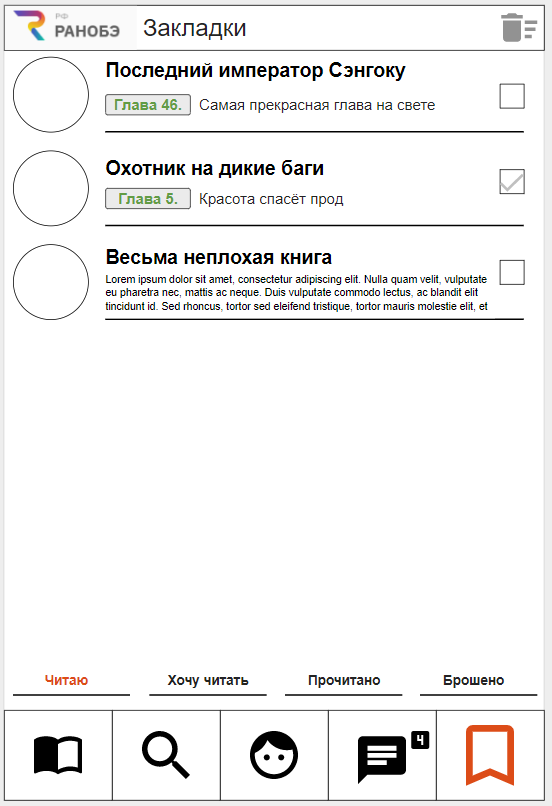 РФ
РАНОБЭ
Закладки
Последний император Сэнгоку
Глава 46. Самая прекрасная глава на свете
Охотник на дикие баги
Глава 5. Красота спасёт прод
Весьма неплохая книга
Lorem ipsum dolor sit amet, consectetur adipiscing elit. Nulla quam velit, vulputate
eu pharetra nec, mattis ac neque. Duis vulputate commodo lectus, ac blandit elit
tincidunt id. Sed rhoncus, tortor sed eleifend tristique, tortor mauris molestie elit, et
Читаю Хочу читать Прочитано Брошено
4